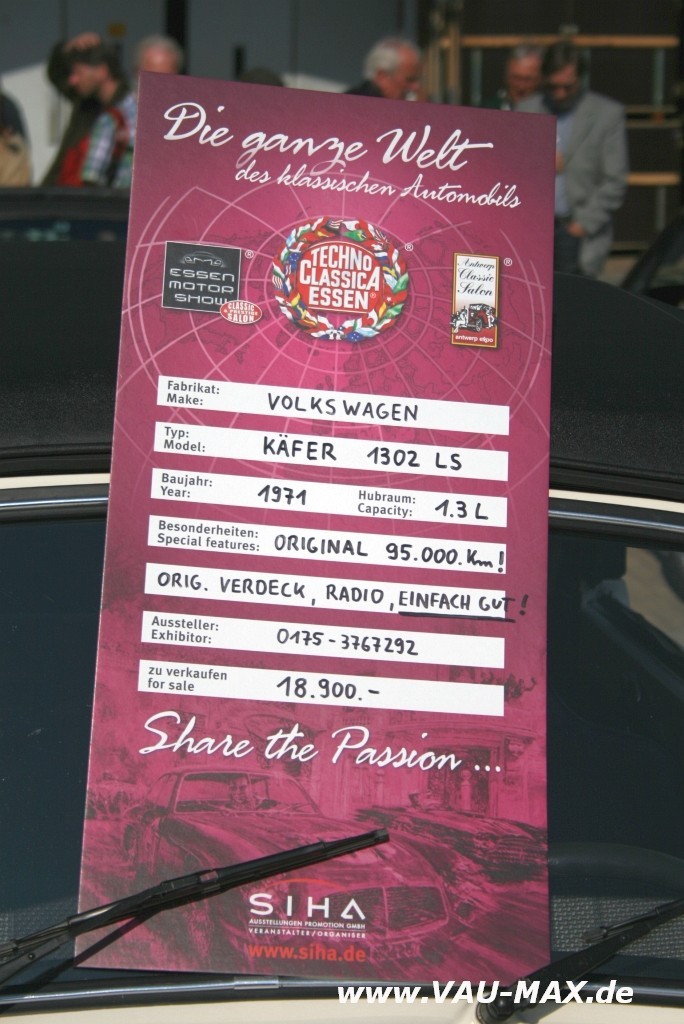 Die ganze Welt
des klassischen Automobils
ESSEN
MOTOR
SHOW
®
CLASSIC
& PRESTIGE
SALON
TECHNO
CLASSICA
ESSEN®
®
Antwerp
Classic
Salon
antwerp expo
®
Fabrikat:
Make: VOLKSWAGEN
Typ:
Model: KÄFER 1302 LS
Baujahr:
Year: 1971
Hubraum:
Capacity: 1.3 L
Besonderheiten:
Special features: ORIGINAL 95.000.Km!
ORIG. VERDECK, RADIO, EINFACH GUT!
Aussteller:
Exhibitor: 0175-3767292
zu verkaufen
for sale 18.900.-
Share the Passion ...
SIHA
AUSSTELLUNGEN PROMOTION GMBH
VERANSTALTER/ORGANISER
www.siha.de
www.VAU-MAX.de